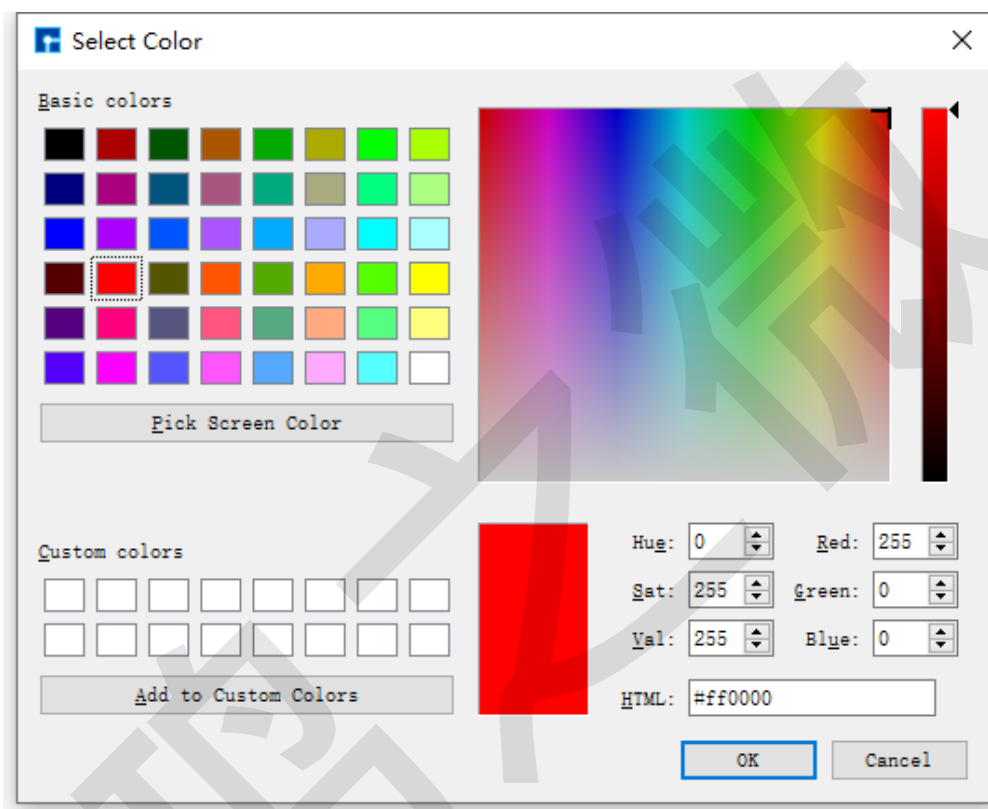 Select Color
Basic colors
Pick Screen Color
Custom colors
Add to Custom Colors
Hue: 0 Red: 255
Sat: 255 Green: 0
Val: 255 Blue: 0
HTML: #ff0000
OK Cancel